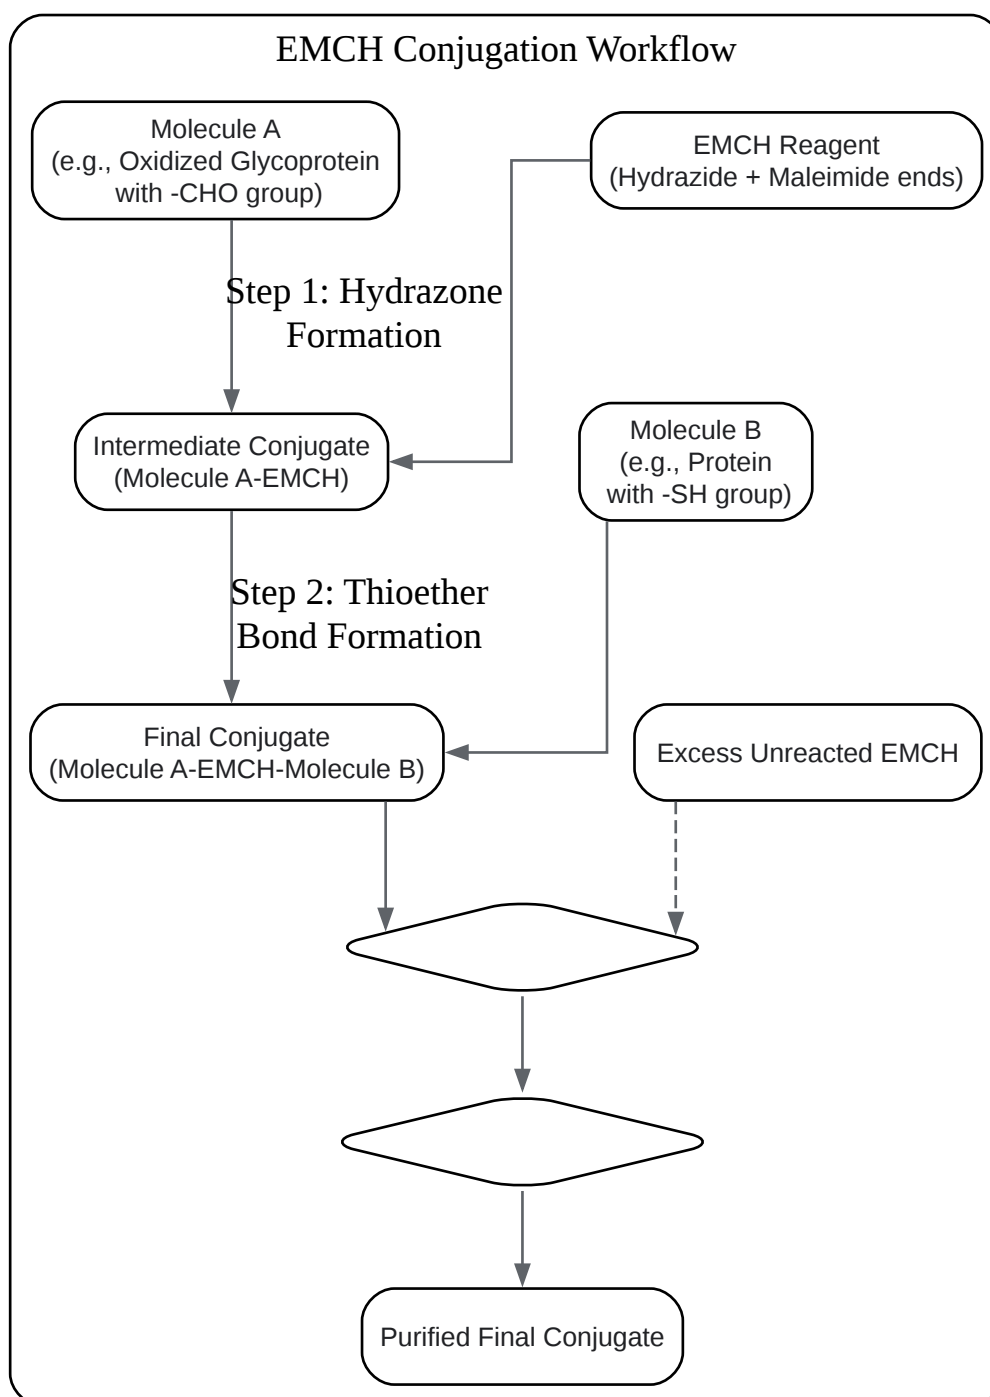 EMCH Conjugation Workflow
Molecule A
(e.g., Oxidized Glycoprotein
with -CHO group)
EMCH Reagent
(Hydrazide + Maleimide ends)
Step 1: Hydrazone
Formation
Intermediate Conjugate
(Molecule A-EMCH)
Molecule B
(e.g., Protein
with -SH group)
Step 2: Thioether
Bond Formation
Final Conjugate
(Molecule A-EMCH-Molecule B)
Excess Unreacted EMCH
Purified Final Conjugate